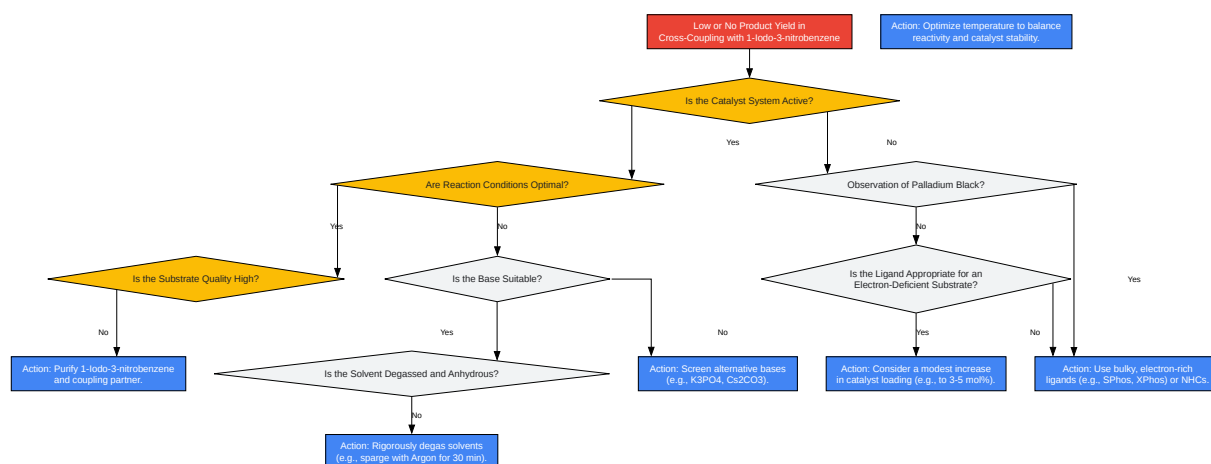 Low or No Product Yield in
Cross-Coupling with 1-Iodo-3-nitrobenzene
Action: Optimize temperature to balance
reactivity and catalyst stability.
Is the Catalyst System Active?
Yes
No
Are Reaction Conditions Optimal?
Observation of Palladium Black?
Yes
No
No
Is the Substrate Quality High?
Is the Base Suitable?
Is the Ligand Appropriate for an
Electron-Deficient Substrate?
Yes
No
Yes
No
Yes
No
Action: Purify 1-Iodo-3-nitrobenzene
and coupling partner.
Is the Solvent Degassed and Anhydrous?
Action: Screen alternative bases
(e.g., K3PO4, Cs2CO3).
Action: Consider a modest increase
in catalyst loading (e.g., to 3-5 mol%).
Action: Use bulky, electron-rich
ligands (e.g., SPhos, XPhos) or NHCs.
No
Action: Rigorously degas solvents
(e.g., sparge with Argon for 30 min).